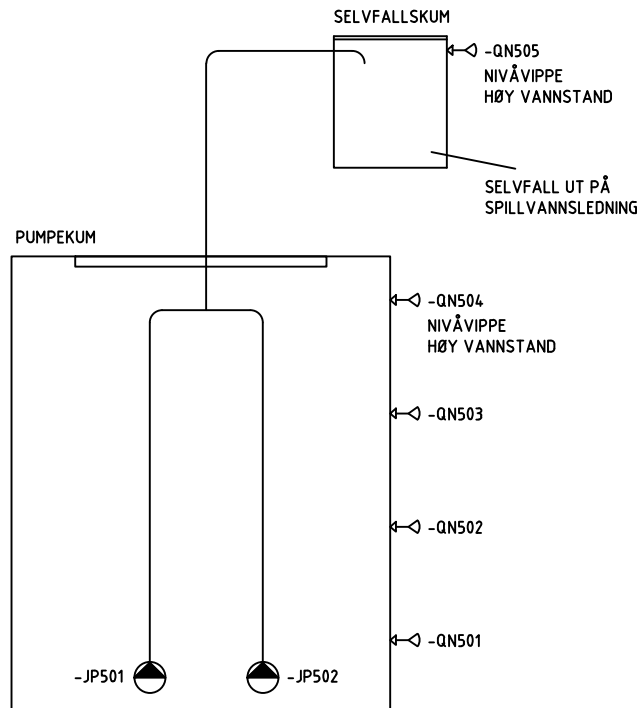 SELVFALLSKUM
-QN505
NIVÅVIPPE
HØY VANNSTAND
SELVFALL UT PÅ
SPILLVANNSLEDNING
PUMPEKUM
-QN504
NIVÅVIPPE
HØY VANNSTAND
-QN503
-QN502
-QN501
-JP501
-JP502